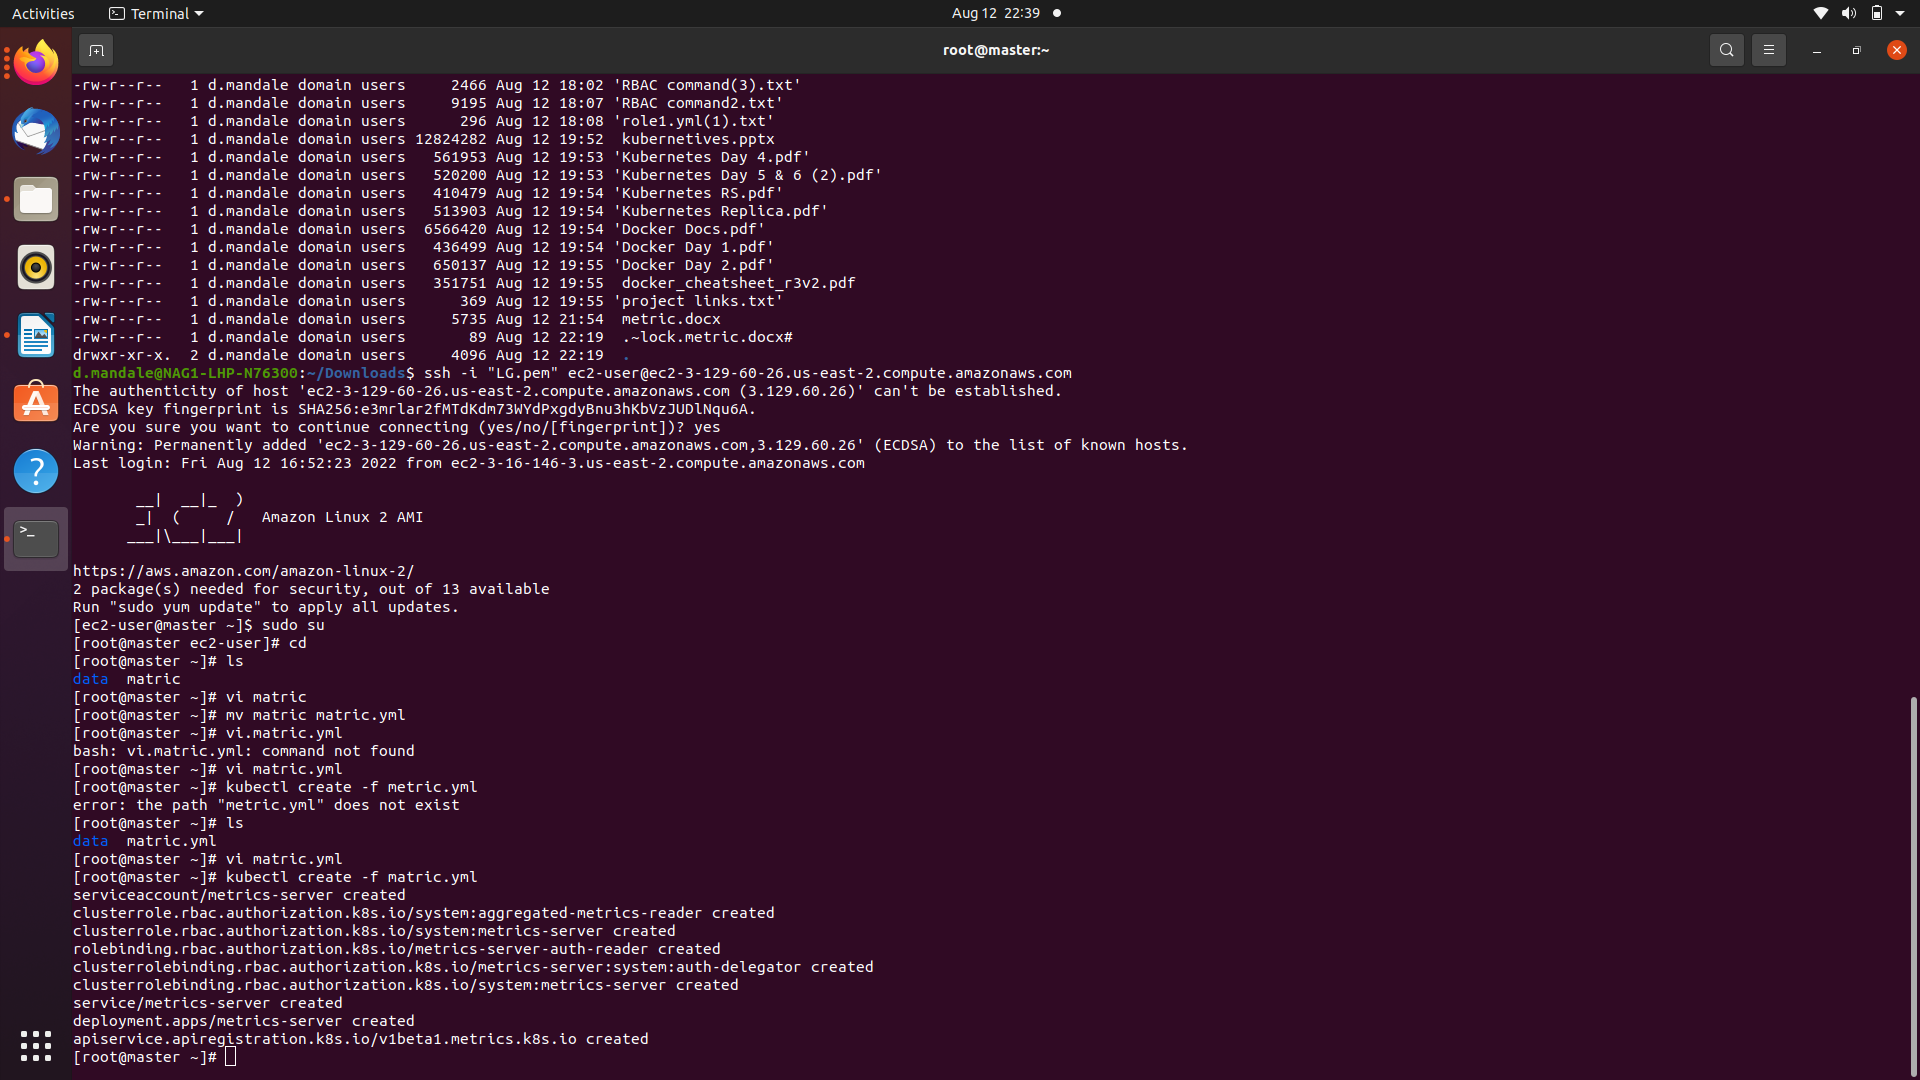 Activities Terminal Aug 12 22:39
root@master:~
-rw-r--r-- 1 d.mandale domain users 2466 Aug 12 18:02 'RBAC command(3).txt'
-rw-r--r-- 1 d.mandale domain users 9195 Aug 12 18:07 'RBAC command2.txt'
-rw-r--r-- 1 d.mandale domain users 296 Aug 12 18:08 'role1.yml(1).txt'
-rw-r--r-- 1 d.mandale domain users 12824282 Aug 12 19:52 kubernetives.pptx
-rw-r--r-- 1 d.mandale domain users 561953 Aug 12 19:53 'Kubernetes Day 4.pdf'
-rw-r--r-- 1 d.mandale domain users 520200 Aug 12 19:53 'Kubernetes Day 5 & 6 (2).pdf'
-rw-r--r-- 1 d.mandale domain users 410479 Aug 12 19:54 'Kubernetes RS.pdf'
-rw-r--r-- 1 d.mandale domain users 513903 Aug 12 19:54 'Kubernetes Replica.pdf'
-rw-r--r-- 1 d.mandale domain users 6566420 Aug 12 19:54 'Docker Docs.pdf'
-rw-r--r-- 1 d.mandale domain users 436499 Aug 12 19:54 'Docker Day 1.pdf'
-rw-r--r-- 1 d.mandale domain users 650137 Aug 12 19:55 'Docker Day 2.pdf'
-rw-r--r-- 1 d.mandale domain users 351751 Aug 12 19:55 docker_cheatsheet_r3v2.pdf
-rw-r--r-- 1 d.mandale domain users 369 Aug 12 19:55 'project links.txt'
-rw-r--r-- 1 d.mandale domain users 5735 Aug 12 21:54 metric.docx
-rw-r--r-- 1 d.mandale domain users 89 Aug 12 22:19 .~lock.metric.docx#
drwxr-xr-x. 2 d.mandale domain users 4096 Aug 12 22:19 .
d.mandale@NAG1-LHP-N76300:~/Downloads$ ssh -i "LG.pem" ec2-user@ec2-3-129-60-26.us-east-2.compute.amazonaws.com
The authenticity of host 'ec2-3-129-60-26.us-east-2.compute.amazonaws.com (3.129.60.26)' can't be established.
ECDSA key fingerprint is SHA256:e3mrlar2fMTdKdm73WYdPxgdyBnu3hKbVzJUDlNqu6A.
Are you sure you want to continue connecting (yes/no/[fingerprint])? yes
Warning: Permanently added 'ec2-3-129-60-26.us-east-2.compute.amazonaws.com,3.129.60.26' (ECDSA) to the list of known hosts.
Last login: Fri Aug 12 16:52:23 2022 from ec2-3-16-146-3.us-east-2.compute.amazonaws.com
__|  __|_  )
_|  (     /   Amazon Linux 2 AMI
___|\___|___|
https://aws.amazon.com/amazon-linux-2/
2 package(s) needed for security, out of 13 available
Run "sudo yum update" to apply all updates.
[ec2-user@master ~]$ sudo su
[root@master ec2-user]# cd
[root@master ~]# ls
data matric
[root@master ~]# vi matric
[root@master ~]# mv matric matric.yml
[root@master ~]# vi.matric.yml
bash: vi.matric.yml: command not found
[root@master ~]# vi matric.yml
[root@master ~]# kubectl create -f metric.yml
error: the path "metric.yml" does not exist
[root@master ~]# ls
data matric.yml
[root@master ~]# vi matric.yml
[root@master ~]# kubectl create -f matric.yml
serviceaccount/metrics-server created
clusterrole.rbac.authorization.k8s.io/system:aggregated-metrics-reader created
clusterrole.rbac.authorization.k8s.io/system:metrics-server created
rolebinding.rbac.authorization.k8s.io/metrics-server-auth-reader created
clusterrolebinding.rbac.authorization.k8s.io/metrics-server:system:auth-delegator created
clusterrolebinding.rbac.authorization.k8s.io/system:metrics-server created
service/metrics-server created
deployment.apps/metrics-server created
apiservice.apiregistration.k8s.io/v1beta1.metrics.k8s.io created
[root@master ~]#